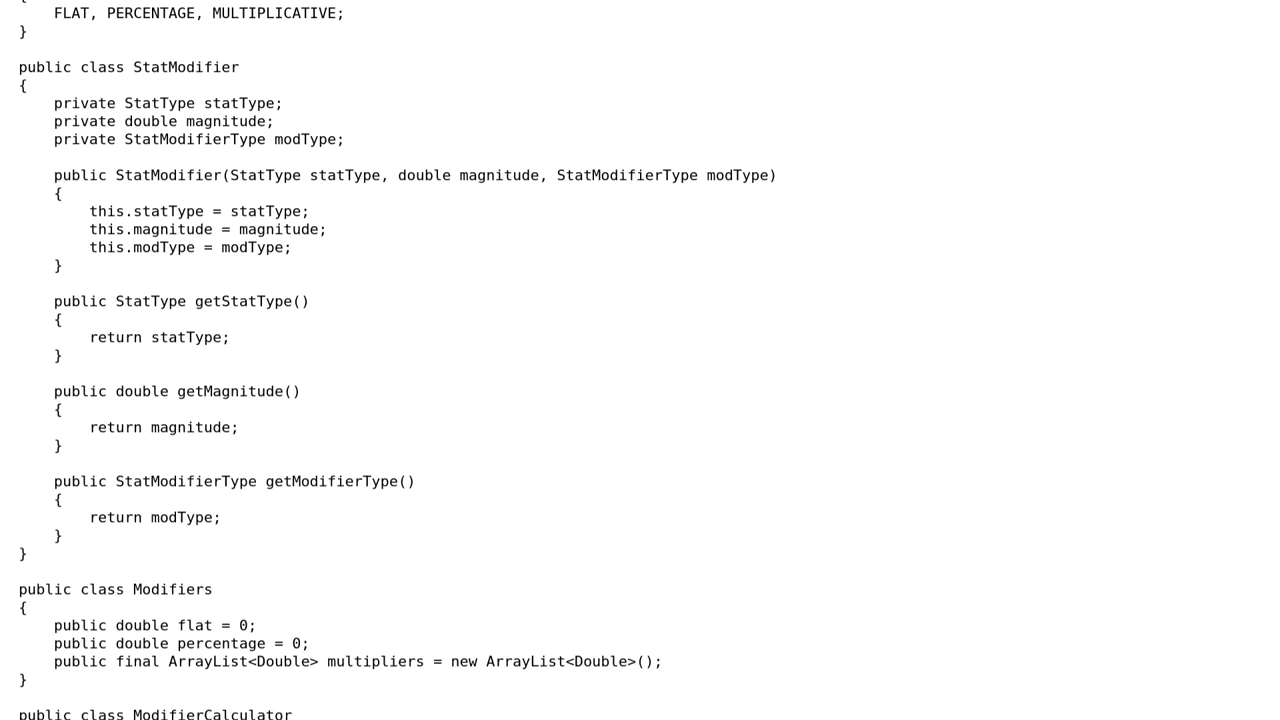 {
    FLAT, PERCENTAGE, MULTIPLICATIVE;
}

public class StatModifier
{
    private StatType statType;
    private double magnitude;
    private StatModifierType modType;

    public StatModifier(StatType statType, double magnitude, StatModifierType modType)
    {
        this.statType = statType;
        this.magnitude = magnitude;
        this.modType = modType;
    }

    public StatType getStatType()
    {
        return statType;
    }

    public double getMagnitude()
    {
        return magnitude;
    }

    public StatModifierType getModifierType()
    {
        return modType;
    }
}

public class Modifiers
{
    public double flat = 0;
    public double percentage = 0;
    public final ArrayList<Double> multipliers = new ArrayList<Double>();
}

public class ModifierCalculator